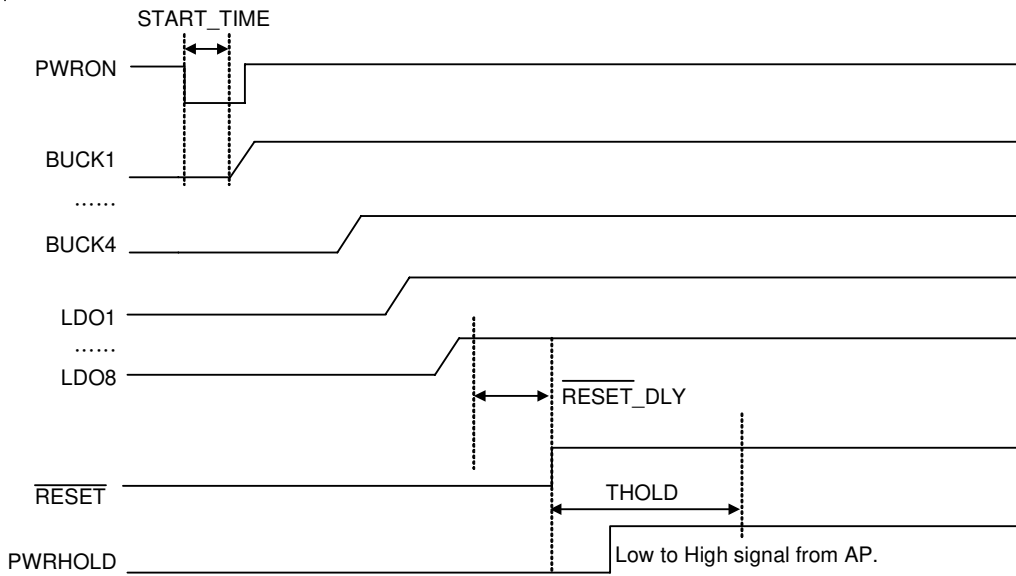 START_TIME
PWRON
BUCK1
......
BUCK4
LDO1
......
LDO8
RESET_DLY
RESET
THOLD
PWRHOLD
Low to High signal from AP.